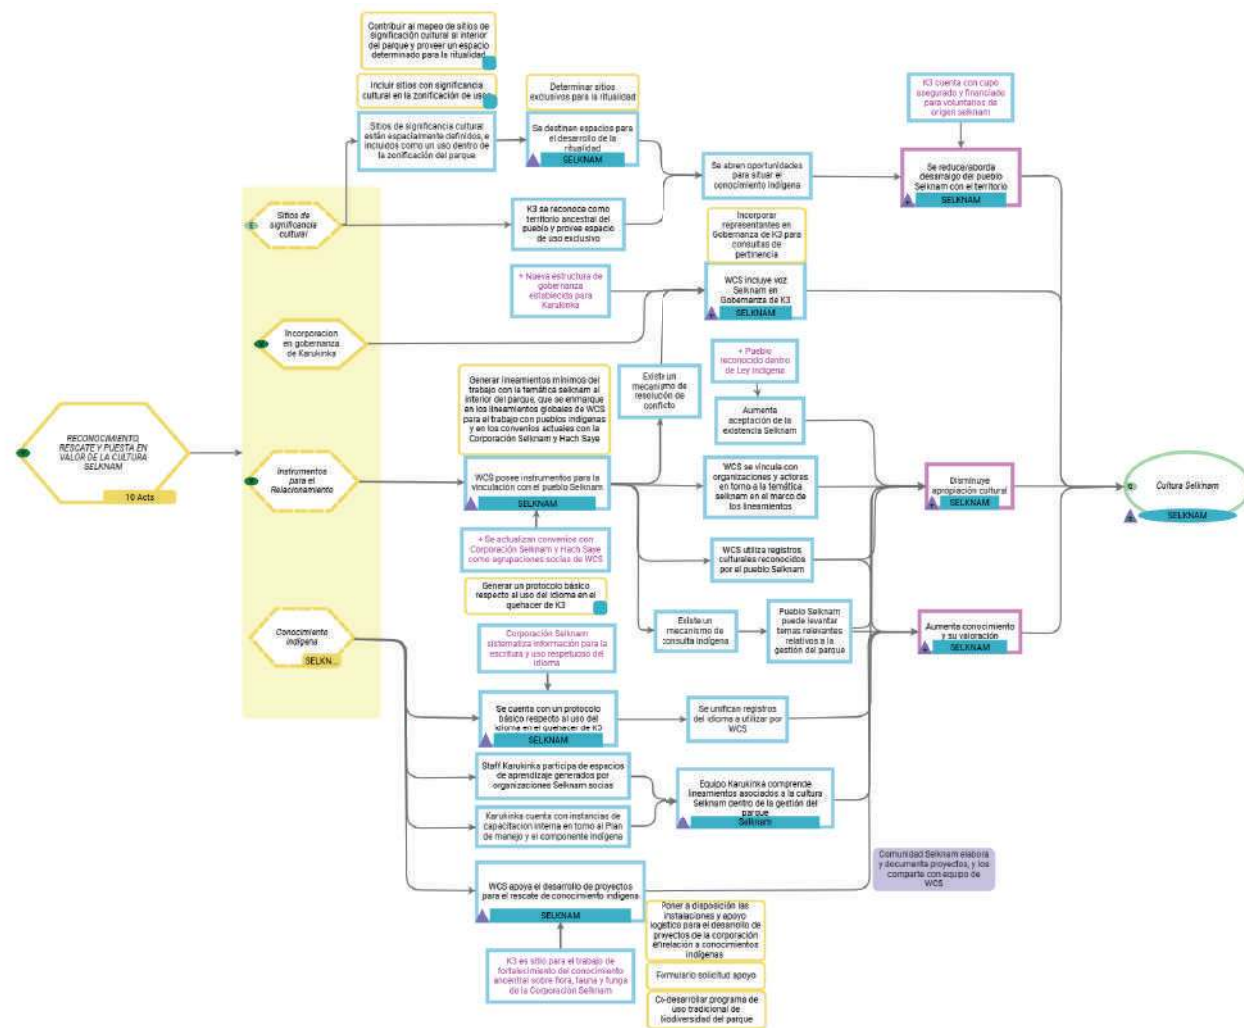 Contribuir al mapeo de sitios de
significación cultural al interior
del parque y proveer un espacio
determinado para la ritualidad
Incluir sitios con significancia
cultural en la zonificación de usos
Sitios de significancia cultural
están espacialmente definidos, e
incluidos como un uso dentro de
la zonificación del parque
Determinar sitios
exclusivos para la ritualidad
Se destinan espacios para
el desarrollo de la
ritualidad
SELKNAM
Se abren oportunidades
para situar el
conocimiento indígena
K3 cuenta con cupo
asegurado y financiado
para voluntarios de
origen selknam
Se reduce/aborda
desarraigo del pueblo
Selknam con el territorio
SELKNAM
Sitios de
significancia
cultural
K3 se reconoce como
territorio ancestral del
pueblo y provee espacio
de uso exclusivo
Incorporar
representantes en
Gobernanza de K3 para
consultas de
pertinencia
+ Nueva estructura de
gobernanza
establecida para
Karukinka
WCS incluye voz
Selknam en
Gobernanza de K3
SELKNAM
Incorporacion
en gobernanza
de Karukinka
+ Pueblo
reconocido dentro
de Ley Indígena
Existe un
mecanismo de
resolución de
conflicto
Aumenta
aceptación de la
existencia Selknam
Generar lineamientos mínimos del
trabajo con la temática selknam al
interior del parque, que se enmarque
en los lineamientos globales de WCS
para el trabajo con pueblos indígenas
y en los convenios actuales con la
Corporación Selknam y Hach Saye
RECONOCIMIENTO,
RESCATE Y PUESTA EN
VALOR DE LA CULTURA
SELKNAM
10 Acts
Instrumentos
para el
Relacionamiento
WCS posee instrumentos para la
vinculación con el pueblo Selknam
SELKNAM
WCS se vincula con
organizaciones y actores
en torno a la temática
selknam en el marco de
los lineamientos
Disminuye
apropiación cultural
SELKNAM
Cultura Selknam
SELKNAM
+ Se actualizan convenios con
Corporación Selknam y Hach Saye
como agrupaciones socias de WCS
WCS utiliza registros
culturales reconocidos
por el pueblo Selknam
Generar un protocolo básico
respecto al uso del idioma en el
quehacer de K3
Existe un
mecanismo de
consulta indígena
Pueblo Selknam
puede levantar
temas relevantes
relativos a la
gestión del parque
Aumenta conocimiento
y su valoración
SELKNAM
Conocimiento
indígena
SELKN...
Corporación Selknam
sistematiza información para la
escritura y uso respetuoso del
idioma
Se cuenta con un protocolo
básico respecto al uso del
idioma en el quehacer de K3
SELKNAM
Se unifican registros
del idioma a utilizar por
WCS
Staff Karukinka participa de espacios
de aprendizaje generados por
organizaciones Selknam socias
Equipo Karukinka comprende
lineamientos asociados a la cultura
Selknam dentro de la gestión del
parque
Selknam
Karukinka cuenta con instancias de
capacitacion interna en torno al Plan
de manejo y el componente indígena
Comunidad Selknam elabora
y documenta proyectos, y los
comparte con equipo de
WCS
WCS apoya el desarrollo de proyectos
para el rescate de conocimiento indígena
SELKNAM
Poner a disposición las
instalaciones y apoyo
logístico para el desarrollo de
proyectos de la corporación
en relación a conocimientos
indígenas
K3 es sitio para el trabajo de
fortalecimiento del conocimiento
ancentral sobre flora, fauna y funga
de la Corporación Selknam
Formulario solicitud apoyo
Co-desarrollar programa de
uso tradicional de
biodiversidad del parque